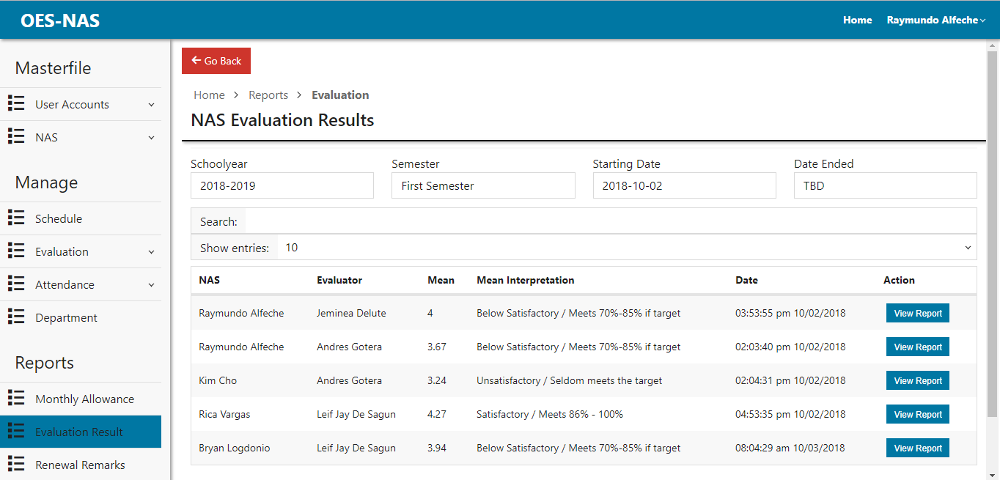 OES-NAS
Home
Raymundo Alfeche
Masterfile
User Accounts
NAS
Manage
Schedule
Evaluation
Attendance
Department
Reports
Monthly Allowance
Evaluation Result
Renewal Remarks
Go Back
Home > Reports > Evaluation
NAS Evaluation Results
Schoolyear Semester Starting Date Date Ended
2018-2019 First Semester 2018-10-02 TBD
Search:
Show entries: 10
NAS Evaluator Mean Mean Interpretation Date Action
Raymundo Alfeche Jeminea Delute 4 Below Satisfactory / Meets 70%-85% if target 03:53:55 pm 10/02/2018 View Report
Raymundo Alfeche Andres Gotera 3.67 Below Satisfactory / Meets 70%-85% if target 02:03:40 pm 10/02/2018 View Report
Kim Cho Andres Gotera 3.24 Unsatisfactory / Seldom meets the target 02:04:31 pm 10/02/2018 View Report
Rica Vargas Leif Jay De Sagun 4.27 Satisfactory / Meets 86% - 100% 04:53:35 pm 10/02/2018 View Report
Bryan Logdonio Leif Jay De Sagun 3.94 Below Satisfactory / Meets 70%-85% if target 08:04:29 am 10/03/2018 View Report